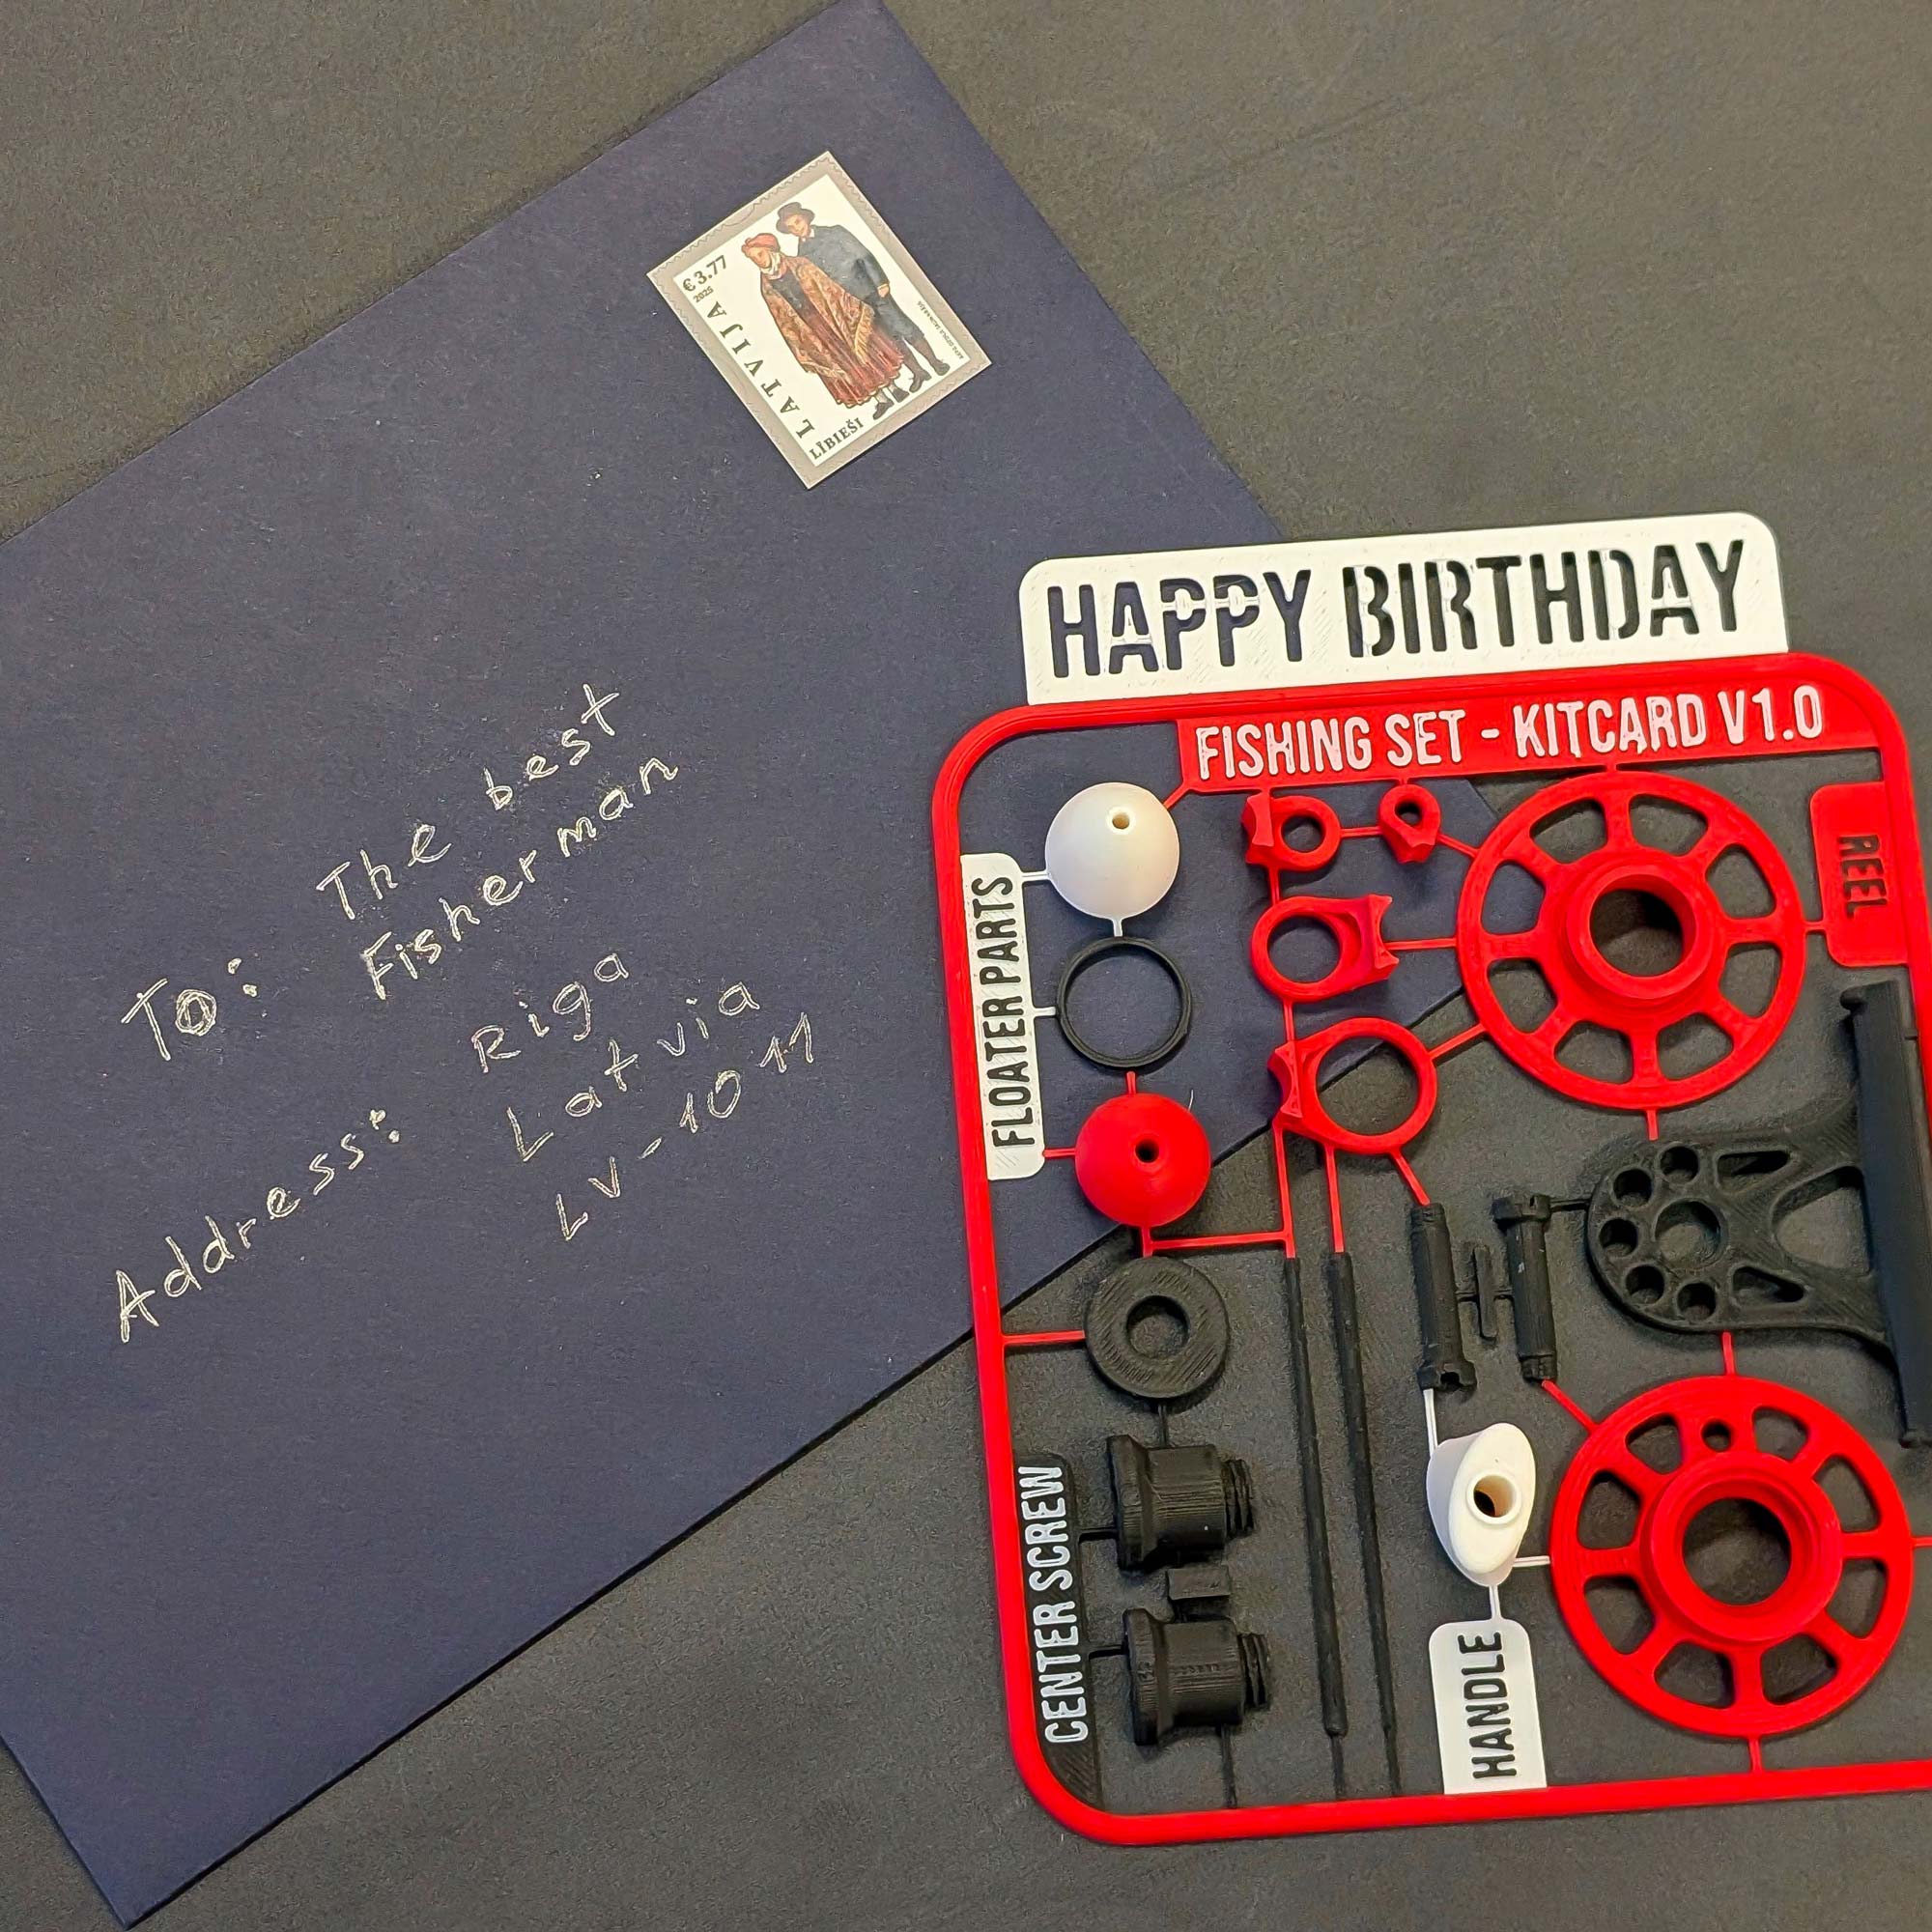 € 3.77
2025
LATVIJA
LĪBIEŠI
To: The best
Fisherman
Address: Riga
Latvia
LV-1011
HAPPY BIRTHDAY
FISHING SET - KITCARD V1.0
FLOATER PARTS
REEL
CENTER SCREW
HANDLE